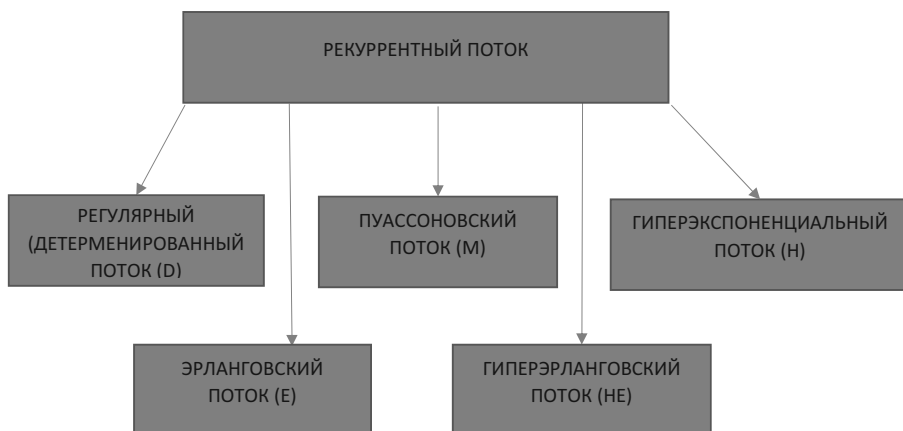 РЕКУРРЕНТНЫЙ ПОТОК
РЕГУЛЯРНЫЙ
(ДЕТЕРМЕНИРОВАННЫЙ
ПОТОК (D)
ПУАССОНОВСКИЙ
ПОТОК (M)
ГИПЕРЭКСПОНЕНЦИАЛЬНЫЙ
ПОТОК (H)
ЭРЛАНГОВСКИЙ
ПОТОК (E)
ГИПЕРЭРЛАНГОВСКИЙ
ПОТОК (HE)